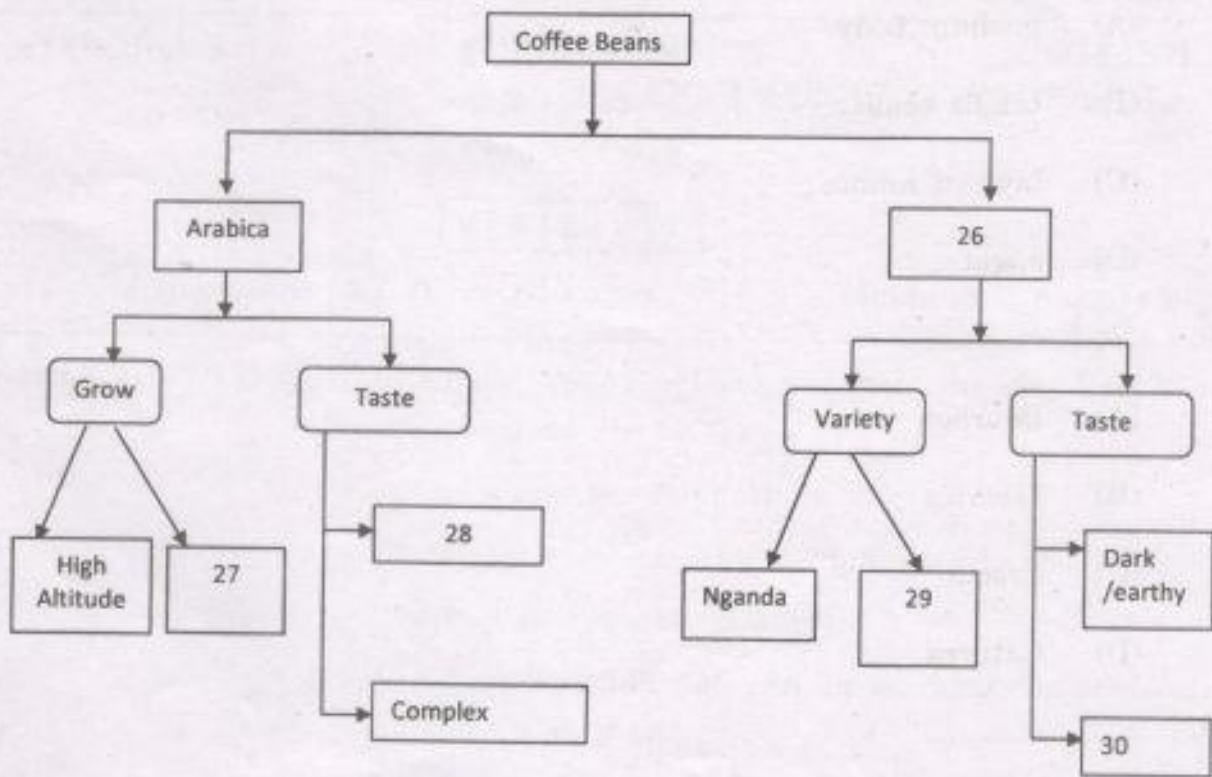 Coffee Beans
Arabica
26
Grow
Taste
Variety
Taste
High
Altitude
27
28
Nganda
29
Dark
/earthy
Complex
30